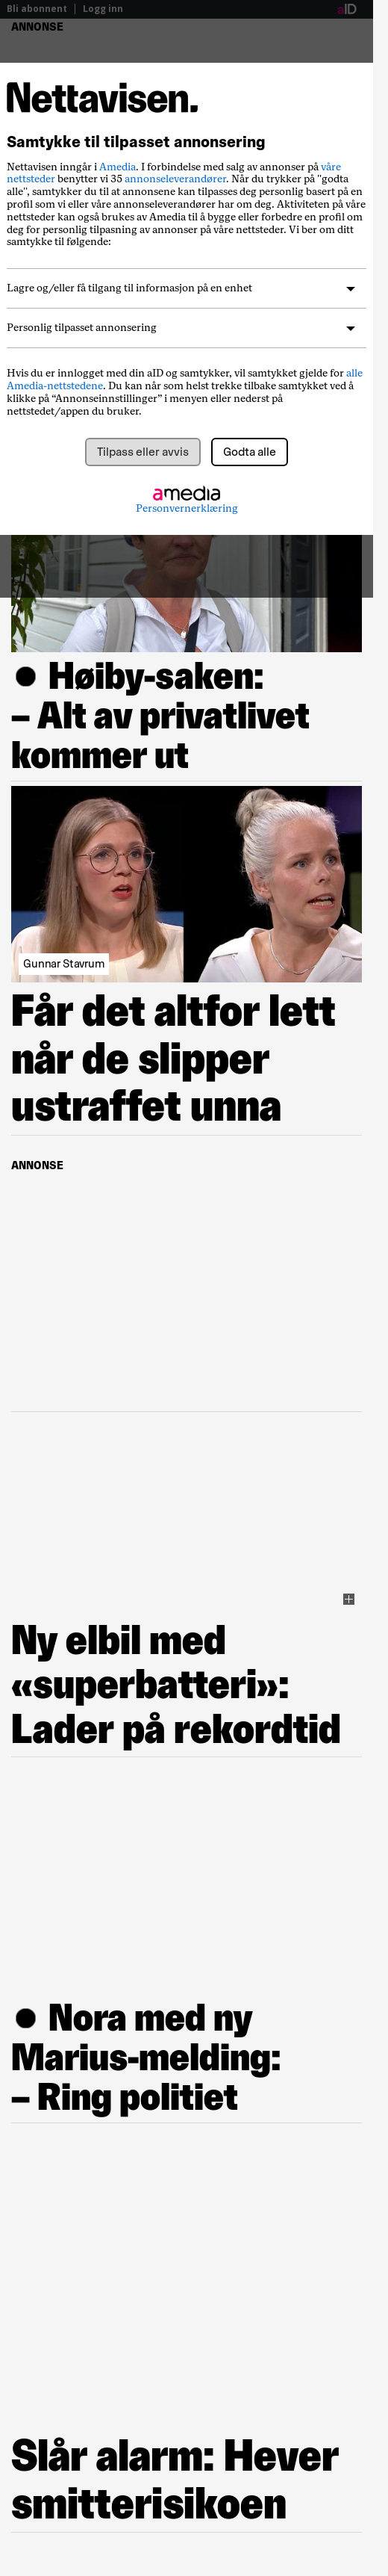 Bli abonnent | Logg inn
aID
ANNONSE
Nettavisen.
Samtykke til tilpasset annonsering
Nettavisen inngår i Amedia. I forbindelse med salg av annonser på våre
nettsteder benytter vi 35 annonseleverandører. Når du trykker på "godta
alle", samtykker du til at annonsene kan tilpasses deg personlig basert på en
profil som vi eller våre annonseleverandører har om deg. Aktiviteten på våre
nettsteder kan også brukes av Amedia til å bygge eller forbedre en profil om
deg for personlig tilpasning av annonser på våre nettsteder. Vi ber om ditt
samtykke til følgende:
Lagre og/eller få tilgang til informasjon på en enhet
Personlig tilpasset annonsering
Hvis du er innlogget med din aID og samtykker, vil samtykket gjelde for alle
Amedia-nettstedene. Du kan når som helst trekke tilbake samtykket ved å
klikke på “Annonseinnstillinger” i menyen eller nederst på
nettstedet/appen du bruker.
Tilpass eller avvis
Godta alle
amedia
Personvernerklæring
● Høiby-saken:
– Alt av privatlivet
kommer ut
Gunnar Stavrum
Får det altfor lett
når de slipper
ustraffet unna
ANNONSE
Ny elbil med
«superbatteri»:
Lader på rekordtid
● Nora med ny
Marius-melding:
– Ring politiet
Slår alarm: Hever
smitterisikoen